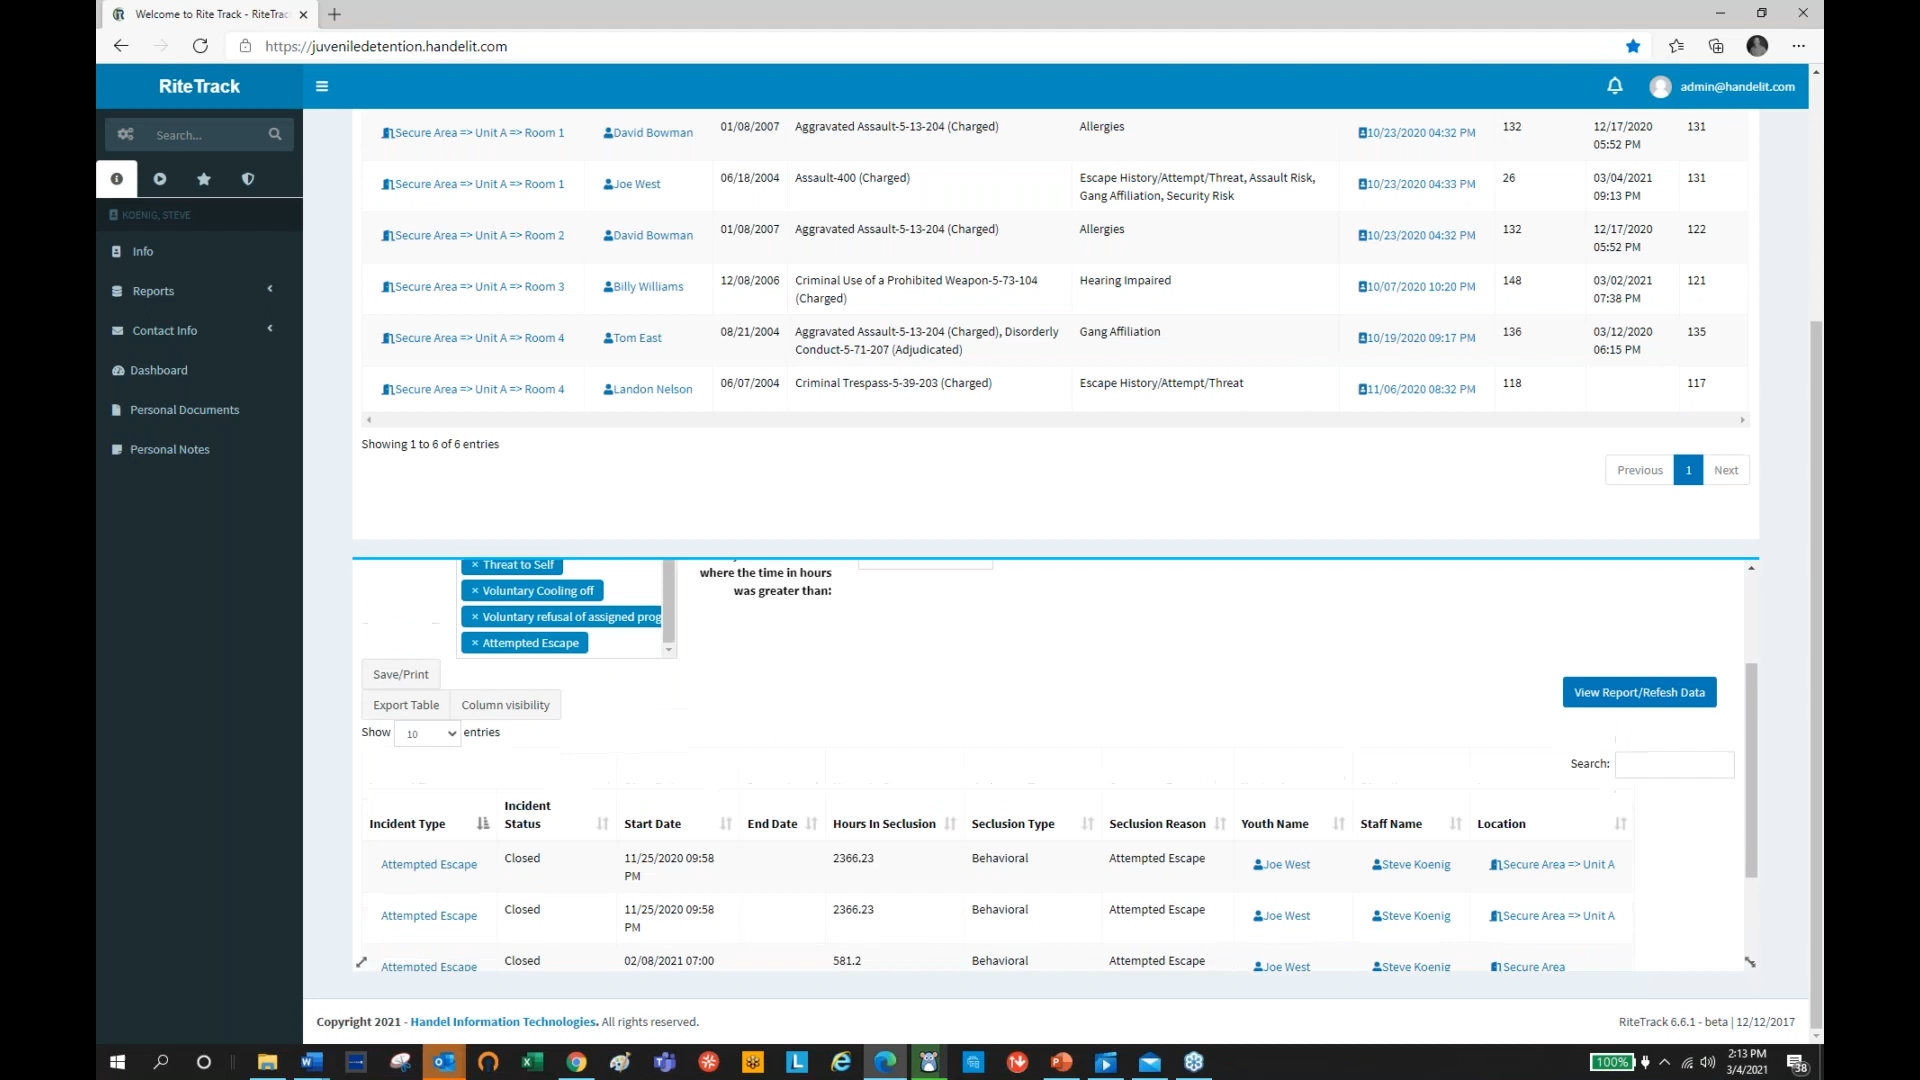 Welcome to Rite Track - RiteTrac
https://juveniledetention.handelit.com
RiteTrack
admin@handelit.com
Search...
KOENIG, STEVE
Info
Reports
Contact Info
Dashboard
Personal Documents
Personal Notes
Secure Area => Unit A => Room 1 David Bowman 01/08/2007 Aggravated Assault-5-13-204 (Charged) Allergies 10/23/2020 04:32 PM 132 12/17/2020 131
05:52 PM
Secure Area => Unit A => Room 1 Joe West 06/18/2004 Assault-400 (Charged) Escape History/Attempt/Threat, Assault Risk, 10/23/2020 04:33 PM 26 03/04/2021 131
Gang Affiliation, Security Risk 09:13 PM
Secure Area => Unit A => Room 2 David Bowman 01/08/2007 Aggravated Assault-5-13-204 (Charged) Allergies 10/23/2020 04:32 PM 132 12/17/2020 122
05:52 PM
Secure Area => Unit A => Room 3 Billy Williams 12/08/2006 Criminal Use of a Prohibited Weapon-5-73-104 Hearing Impaired 10/07/2020 10:20 PM 148 03/02/2021 121
(Charged) 07:38 PM
Secure Area => Unit A => Room 4 Tom East 08/21/2004 Aggravated Assault-5-13-204 (Charged), Disorderly Gang Affiliation 10/19/2020 09:17 PM 136 03/12/2020 135
Conduct-5-71-207 (Adjudicated) 06:15 PM
Secure Area => Unit A => Room 4 Landon Nelson 06/07/2004 Criminal Trespass-5-39-203 (Charged) Escape History/Attempt/Threat 11/06/2020 08:32 PM 118 117
Showing 1 to 6 of 6 entries
Previous 1 Next
× Threat to Self
× Voluntary Cooling off
× Voluntary refusal of assigned prog
× Attempted Escape
where the time in hours
was greater than:
Save/Print
View Report/Refesh Data
Export Table Column visibility
Show 10 entries
Search:
Incident Type Incident Status Start Date End Date Hours In Seclusion Seclusion Type Seclusion Reason Youth Name Staff Name Location
Attempted Escape Closed 11/25/2020 09:58 2366.23 Behavioral Attempted Escape Joe West Steve Koenig Secure Area => Unit A
PM
Attempted Escape Closed 11/25/2020 09:58 2366.23 Behavioral Attempted Escape Joe West Steve Koenig Secure Area => Unit A
PM
Attempted Escape Closed 02/08/2021 07:00 581.2 Behavioral Attempted Escape Joe West Steve Koenig Secure Area
Copyright 2021 - Handel Information Technologies. All rights reserved.
RiteTrack 6.6.1 - beta | 12/12/2017
100%
2:13 PM
3/4/2021
38